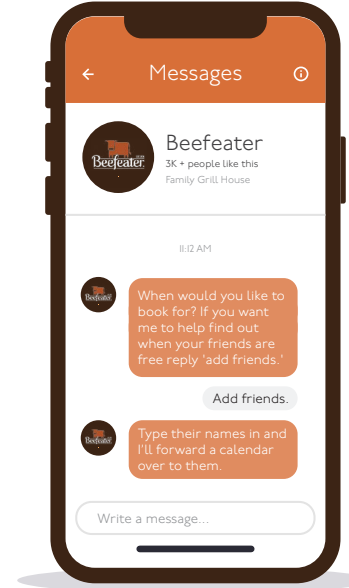 Messages
Beefeater
Beefeater
3K + people like this
Family Grill House
11:12 AM
Beefeater
When would you like to
book for? If you want
me to help find out
when your friends are
free reply 'add friends.'
Add friends.
Beefeater
Type their names in and
I'll forward a calendar
over to them.
Write a message...